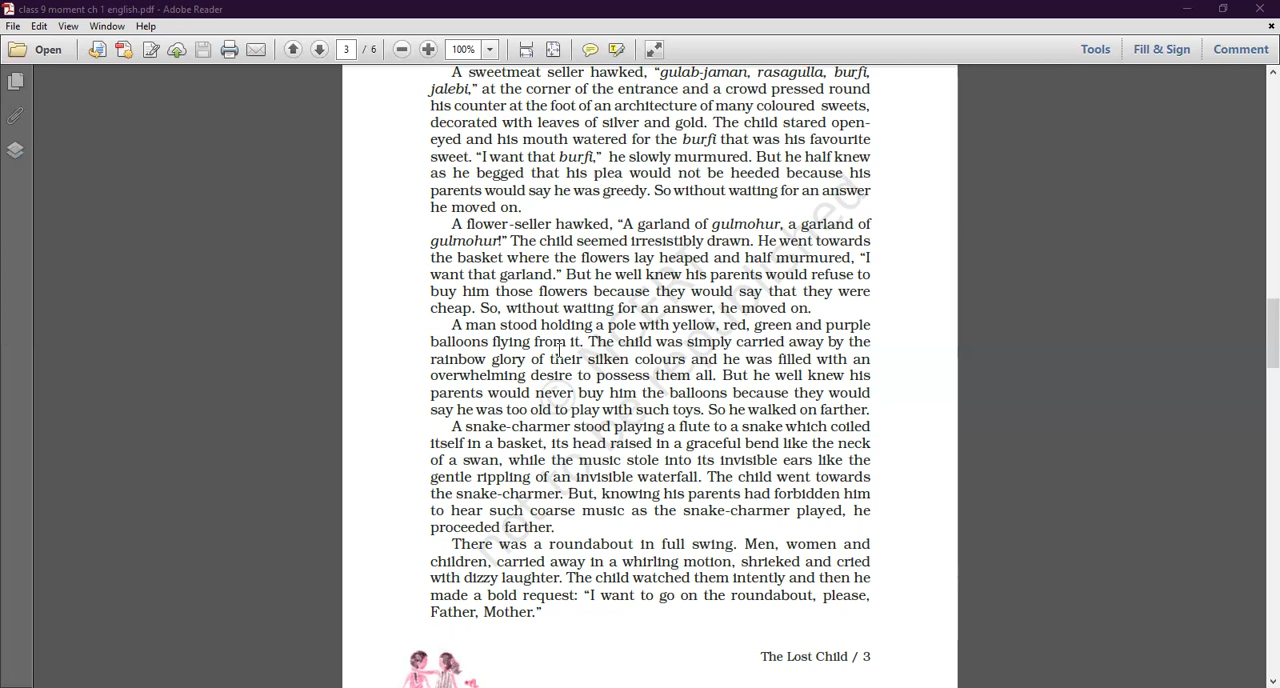 class 9 moment ch 1 english.pdf - Adobe Reader
File Edit View Window Help
Open 3 / 6 100% Tools Fill & Sign Comment
A sweetmeat seller hawked, “gulab-jaman, rasagulla, burfi,
jalebi,” at the corner of the entrance and a crowd pressed round
his counter at the foot of an architecture of many coloured sweets,
decorated with leaves of silver and gold. The child stared open-
eyed and his mouth watered for the burfi that was his favourite
sweet. “I want that burfi,” he slowly murmured. But he half knew
as he begged that his plea would not be heeded because his
parents would say he was greedy. So without waiting for an answer
he moved on.
A flower-seller hawked, “A garland of gulmohur, a garland of
gulmohur!” The child seemed irresistibly drawn. He went towards
the basket where the flowers lay heaped and half murmured, “I
want that garland.” But he well knew his parents would refuse to
buy him those flowers because they would say that they were
cheap. So, without waiting for an answer, he moved on.
A man stood holding a pole with yellow, red, green and purple
balloons flying from it. The child was simply carried away by the
rainbow glory of their silken colours and he was filled with an
overwhelming desire to possess them all. But he well knew his
parents would never buy him the balloons because they would
say he was too old to play with such toys. So he walked on farther.
A snake-charmer stood playing a flute to a snake which coiled
itself in a basket, its head raised in a graceful bend like the neck
of a swan, while the music stole into its invisible ears like the
gentle rippling of an invisible waterfall. The child went towards
the snake-charmer. But, knowing his parents had forbidden him
to hear such coarse music as the snake-charmer played, he
proceeded farther.
There was a roundabout in full swing. Men, women and
children, carried away in a whirling motion, shrieked and cried
with dizzy laughter. The child watched them intently and then he
made a bold request: “I want to go on the roundabout, please,
Father, Mother.”
The Lost Child / 3
© NCERT
not to be republished